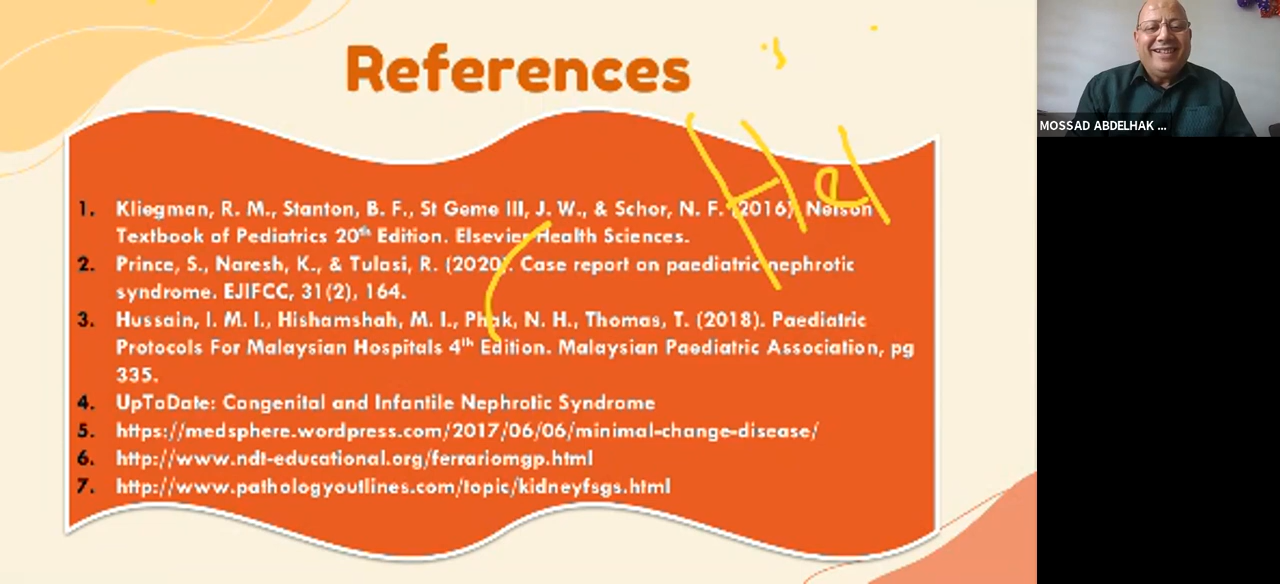 References
1. Kliegman, R. M., Stanton, B. F., St Geme III, J. W., & Schor, N. F. (2016). Nelson
Textbook of Pediatrics 20th Edition. Elsevier Health Sciences.
2. Prince, S., Naresh, K., & Tulasi, R. (2020). Case report on paediatric nephrotic
syndrome. EJIFCC, 31(2), 164.
3. Hussain, I. M. I., Hishamshah, M. I., Phak, N. H., Thomas, T. (2018). Paediatric
Protocols For Malaysian Hospitals 4th Edition. Malaysian Paediatric Association, pg
335.
4. UpToDate: Congenital and Infantile Nephrotic Syndrome
5. https://medsphere.wordpress.com/2017/06/06/minimal-change-disease/
6. http://www.ndt-educational.org/ferrariomgp.html
7. http://www.pathologyoutlines.com/topic/kidneyfsgs.html
Hel
MOSSAD ABDELHAK ...